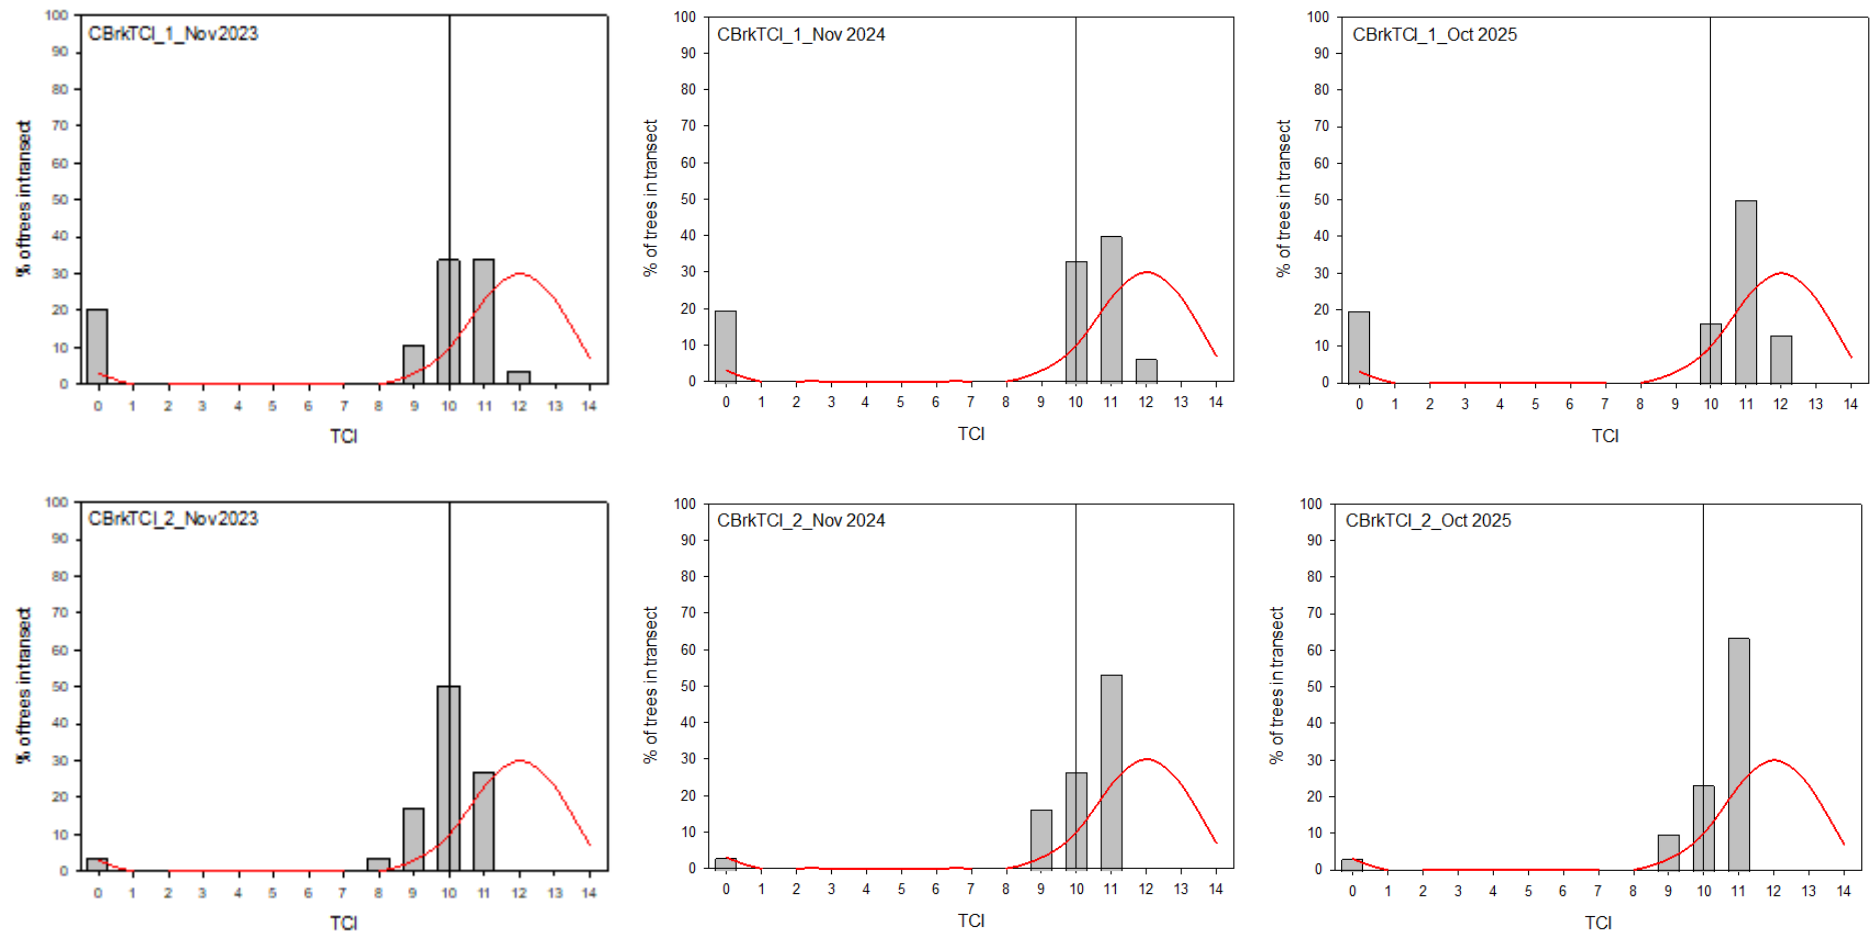 CBrkTCI_1_Nov2023
100
90
80
70
60
50
40
30
20
10
0
% of trees in transect
0 1 2 3 4 5 6 7 8 9 10 11 12 13 14
TCI
CBrkTCI_1_Nov 2024
100
90
80
70
60
50
40
30
20
10
0
% of trees in transect
0 1 2 3 4 5 6 7 8 9 10 11 12 13 14
TCI
CBrkTCI_1_Oct 2025
100
90
80
70
60
50
40
30
20
10
0
% of trees in transect
0 1 2 3 4 5 6 7 8 9 10 11 12 13 14
TCI
CBrkTCI_2_Nov2023
100
90
80
70
60
50
40
30
20
10
0
% of trees in transect
0 1 2 3 4 5 6 7 8 9 10 11 12 13 14
TCI
CBrkTCI_2_Nov 2024
100
90
80
70
60
50
40
30
20
10
0
% of trees in transect
0 1 2 3 4 5 6 7 8 9 10 11 12 13 14
TCI
CBrkTCI_2_Oct 2025
100
90
80
70
60
50
40
30
20
10
0
% of trees in transect
0 1 2 3 4 5 6 7 8 9 10 11 12 13 14
TCI